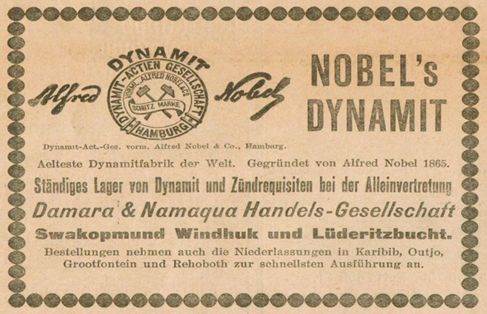 DYNAMIT
DYNAMIT-ACTIEN GESELLSCHAFT
VORM. ALFRED NOBEL & Co
SCHUTZ MARKE.
HAMBURG
Alfred Nobel
NOBEL's
DYNAMIT
Dynamit-Act.-Ges. vorm. Alfred Nobel & Co., Hamburg.
Aelteste Dynamitfabrik der Welt. Gegründet von Alfred Nobel 1865.
Ständiges Lager von Dynamit und Zündrequisiten bei der Alleinvertretung
Damara & Namaqua Handels-Gesellschaft
Swakopmund Windhuk und Lüderitzbucht.
Bestellungen nehmen auch die Niederlassungen in Karibib, Outjo,
Grootfontein und Rehoboth zur schnellsten Ausführung an.